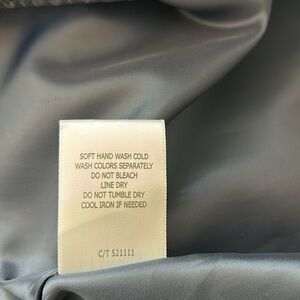 SOFT HAND WASH COLD
WASH COLORS SEPARATELY
DO NOT BLEACH
LINE DRY
DO NOT TUMBLE DRY
COOL IRON IF NEEDED
C/T 521111